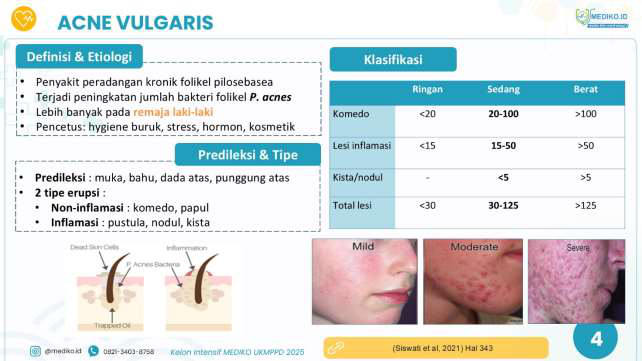 ACNE VULGARIS
MEDIKO.ID
Definisi & Etiologi
• Penyakit peradangan kronik folikel pilosebasea
• Terjadi peningkatan jumlah bakteri folikel P. acnes
• Lebih banyak pada remaja laki-laki
• Pencetus: hygiene buruk, stress, hormon, kosmetik
Predileksi & Tipe
• Predileksi : muka, bahu, dada atas, punggung atas
• 2 tipe erupsi :
• Non-inflamasi : komedo, papul
• Inflamasi : pustula, nodul, kista
Dead Skin Cells
Inflammation
P. Acnes Bacteria
Trapped Oil
Klasifikasi
Ringan Sedang Berat
Komedo <20 20-100 >100
Lesi inflamasi <15 15-50 >50
Kista/nodul - <5 >5
Total lesi <30 30-125 >125
Mild
Moderate
Severe
@mediko.id
0821-3403-8758
Kelon Intensif MEDIKO UKMPPD 2025
(Siswati et al, 2021) Hal 343
4